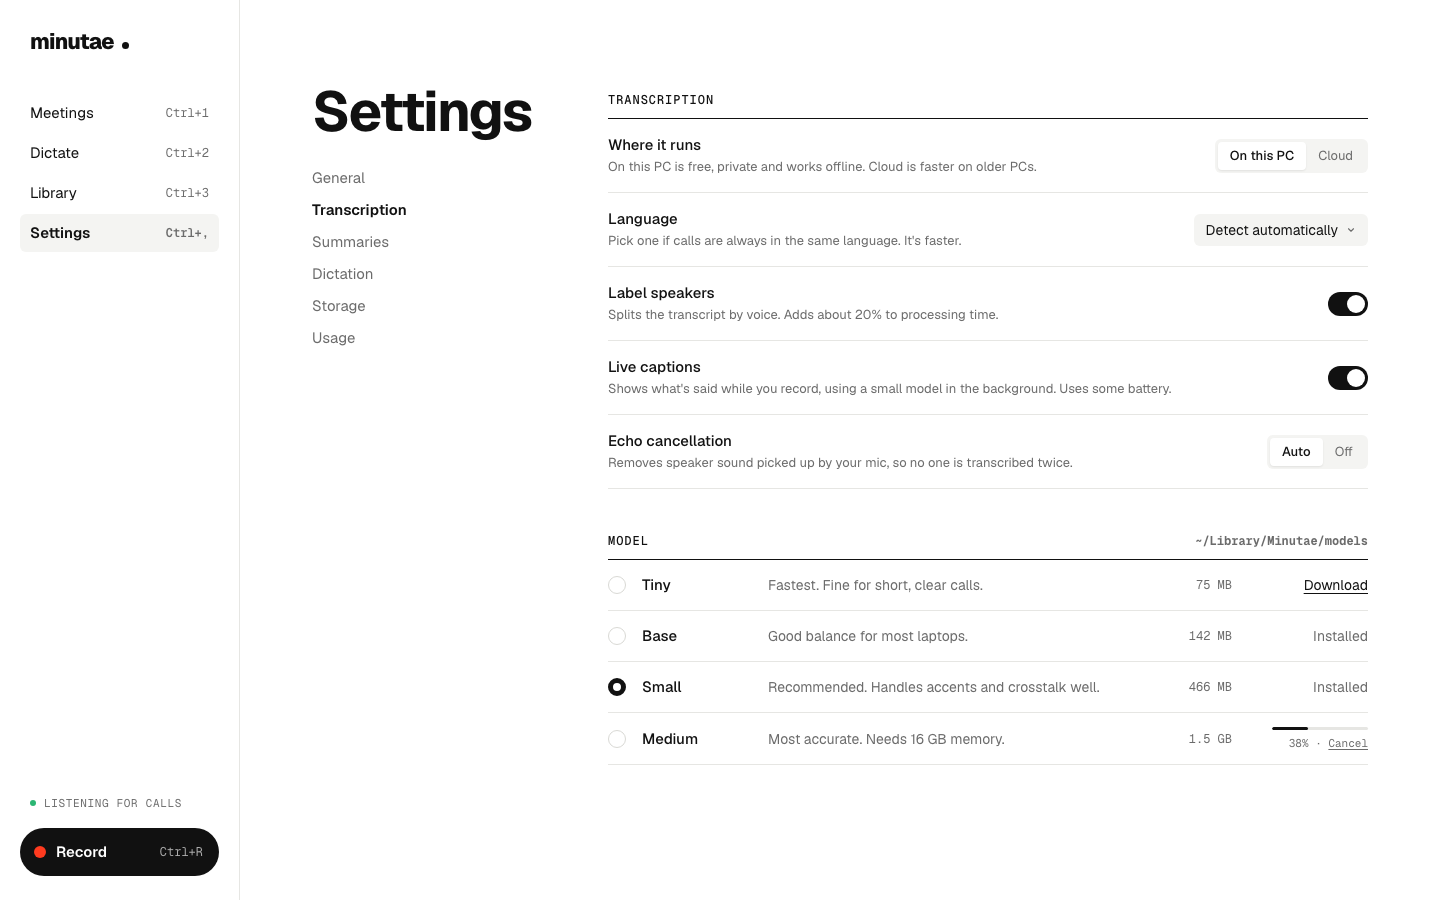 minutae
Meetings Ctrl+1
Dictate Ctrl+2
Library Ctrl+3
Settings Ctrl+,
LISTENING FOR CALLS
Record Ctrl+R
Settings
General
Transcription
Summaries
Dictation
Storage
Usage
TRANSCRIPTION
Where it runs
On this PC is free, private and works offline. Cloud is faster on older PCs.
On this PC Cloud
Language
Pick one if calls are always in the same language. It's faster.
Detect automatically
Label speakers
Splits the transcript by voice. Adds about 20% to processing time.
Live captions
Shows what's said while you record, using a small model in the background. Uses some battery.
Echo cancellation
Removes speaker sound picked up by your mic, so no one is transcribed twice.
Auto Off
MODEL ~/Library/Minutae/models
Tiny Fastest. Fine for short, clear calls. 75 MB Download
Base Good balance for most laptops. 142 MB Installed
Small Recommended. Handles accents and crosstalk well. 466 MB Installed
Medium Most accurate. Needs 16 GB memory. 1.5 GB
38% · Cancel